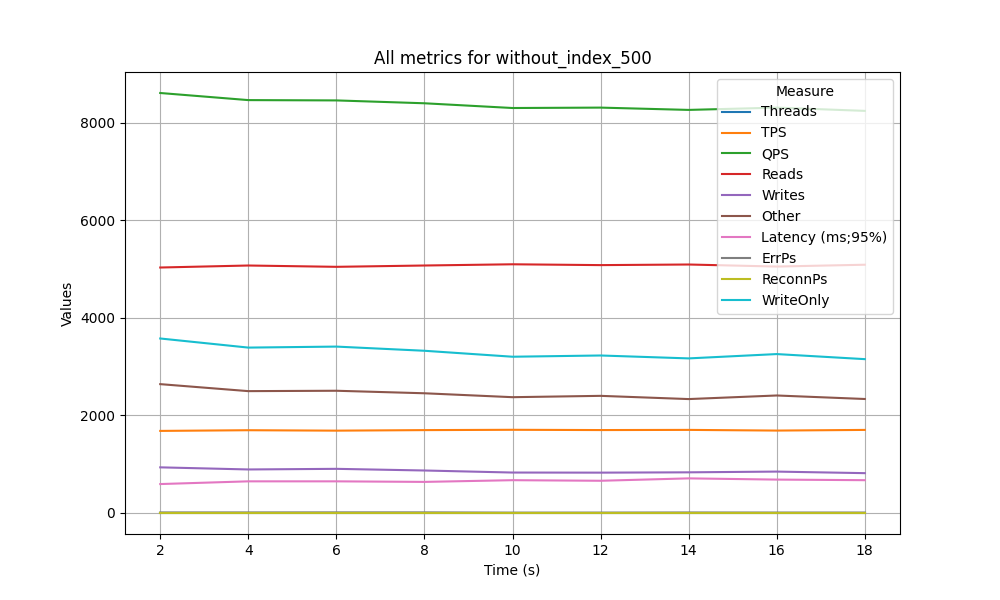 All metrics for without_index_500
Measure
Threads
TPS
QPS
Reads
Writes
Other
Latency (ms;95%)
ErrPs
ReconnPs
WriteOnly
Values
8000
6000
4000
2000
0
2 4 6 8 10 12 14 16 18
Time (s)